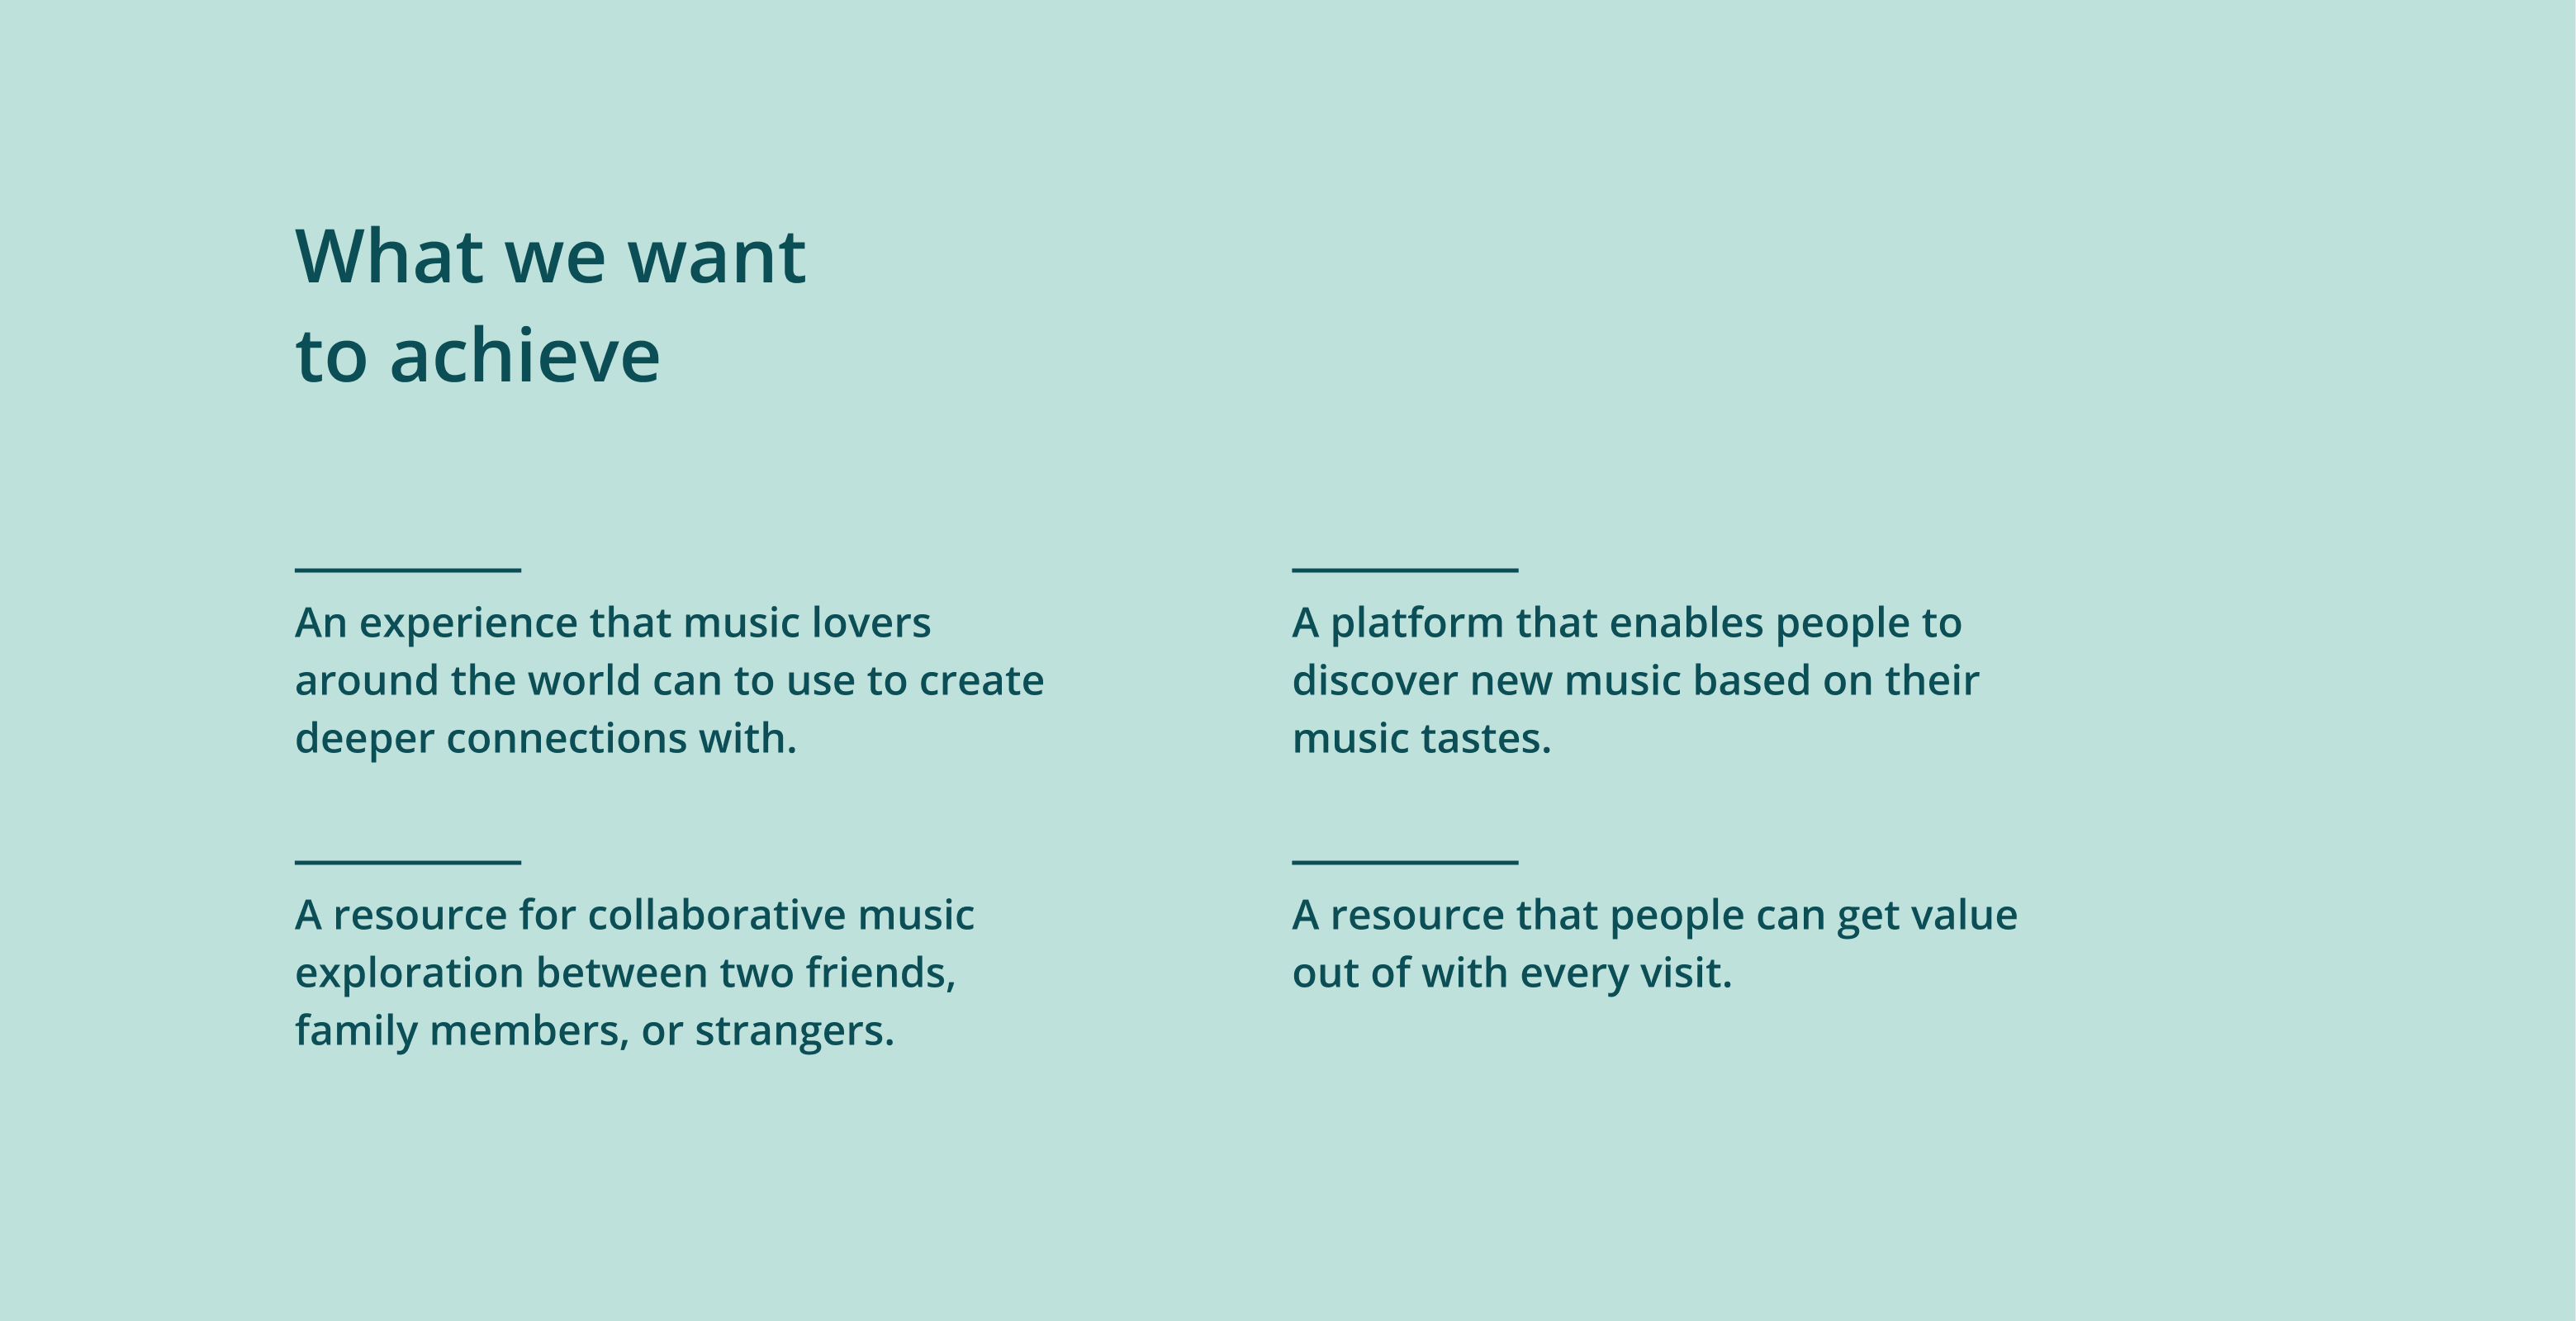 What we want
to achieve
An experience that music lovers
around the world can to use to create
deeper connections with.
A platform that enables people to
discover new music based on their
music tastes.
A resource for collaborative music
exploration between two friends,
family members, or strangers.
A resource that people can get value
out of with every visit.